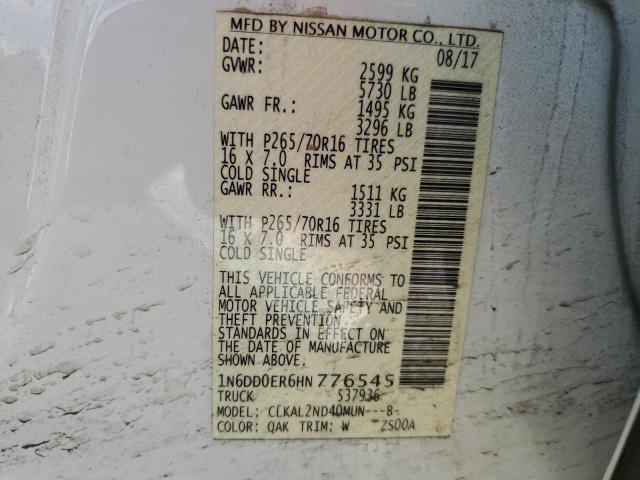 MFD BY NISSAN MOTOR CO., LTD.
DATE: 08/17
GVWR: 2599 KG
5730 LB
GAWR FR.: 1495 KG
3296 LB
WITH P265/70R16 TIRES
16 X 7.0 RIMS AT 35 PSI
COLD SINGLE
GAWR RR.: 1511 KG
3331 LB
WITH P265/70R16 TIRES
16 X 7.0 RIMS AT 35 PSI
COLD SINGLE
THIS VEHICLE CONFORMS TO
ALL APPLICABLE FEDERAL
MOTOR VEHICLE SAFETY AND
THEFT PREVENTION
STANDARDS IN EFFECT ON
THE DATE OF MANUFACTURE
SHOWN ABOVE.
1N6DD0ER6HN776545
TRUCK 537936
MODEL: CLKAL2ND40MUN---B-
COLOR: QAK TRIM: W ZS00A